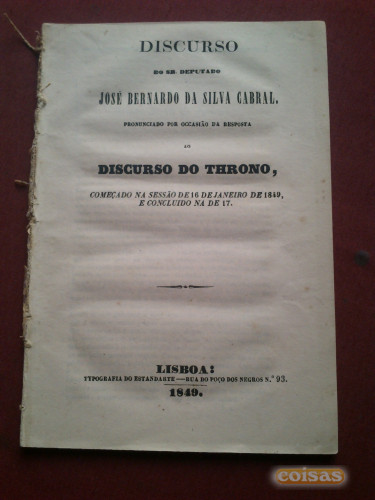 DISCURSO
DO SR. DEPUTADO
JOSÉ BERNARDO DA SILVA CABRAL.
PRONUNCIADO POR OCCASIÃO DA RESPOSTA
AO
DISCURSO DO THRONO,
COMEÇADO NA SESSÃO DE 16 DE JANEIRO DE 1849,
E CONCLUIDO NA DE 17.
LISBOA:
TYPOGRAFIA DO ESTANDARTE—RUA DO POÇO DOS NEGROS N.º 93.
1849.
coisas